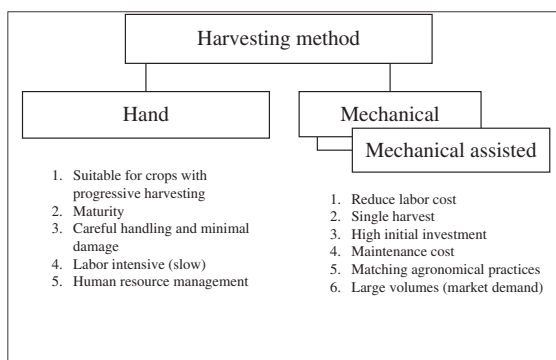 Harvesting method
Hand
1. Suitable for crops with
progressive harvesting
2. Maturity
3. Careful handling and minimal
damage
4. Labor intensive (slow)
5. Human resource management
Mechanical
Mechanical assisted
1. Reduce labor cost
2. Single harvest
3. High initial investment
4. Maintenance cost
5. Matching agronomical practices
6. Large volumes (market demand)